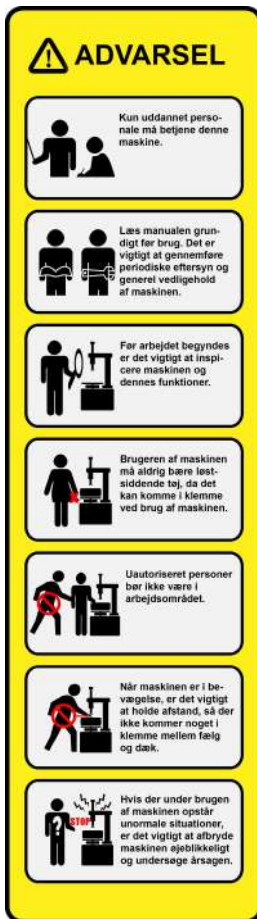 ADVARSEL
Kun uddannet perso-
nale må betjene denne
maskine.
Læs manualen grun-
digt før brug. Det er
vigtigt at gennemføre
periodiske eftersyn og
generel vedligehold
af maskinen.
Før arbejdet begyndes
er det vigtigt at inspi-
cere maskinen og
dennes funktioner.
Brugeren af maskinen
må aldrig bære løst-
siddende tøj, da det
kan komme i klemme
ved brug af maskinen.
Uautoriseret personer
bør ikke være i
arbejdsområdet.
Når maskinen er i be-
vægelse, er det vigtigt
at holde afstand, så der
ikke kommer noget i
klemme mellem fælg
og dæk.
Hvis der under brugen
af maskinen opstår
unormale situationer,
er det vigtigt at afbryde
maskinen øjeblikkeligt
og undersøge årsagen.
STOP